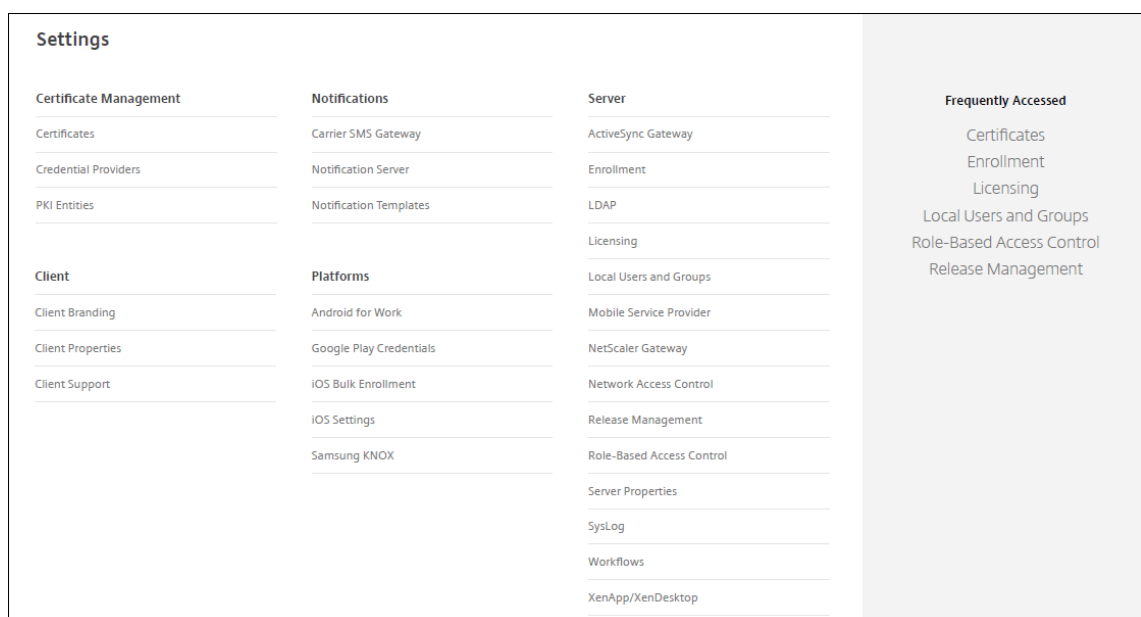 Settings
Certificate Management
Certificates
Credential Providers
PKI Entities
Client
Client Branding
Client Properties
Client Support
Notifications
Carrier SMS Gateway
Notification Server
Notification Templates
Platforms
Android for Work
Google Play Credentials
iOS Bulk Enrollment
iOS Settings
Samsung KNOX
Server
ActiveSync Gateway
Enrollment
LDAP
Licensing
Local Users and Groups
Mobile Service Provider
NetScaler Gateway
Network Access Control
Release Management
Role-Based Access Control
Server Properties
SysLog
Workflows
XenApp/XenDesktop
Frequently Accessed
Certificates
Enrollment
Licensing
Local Users and Groups
Role-Based Access Control
Release Management